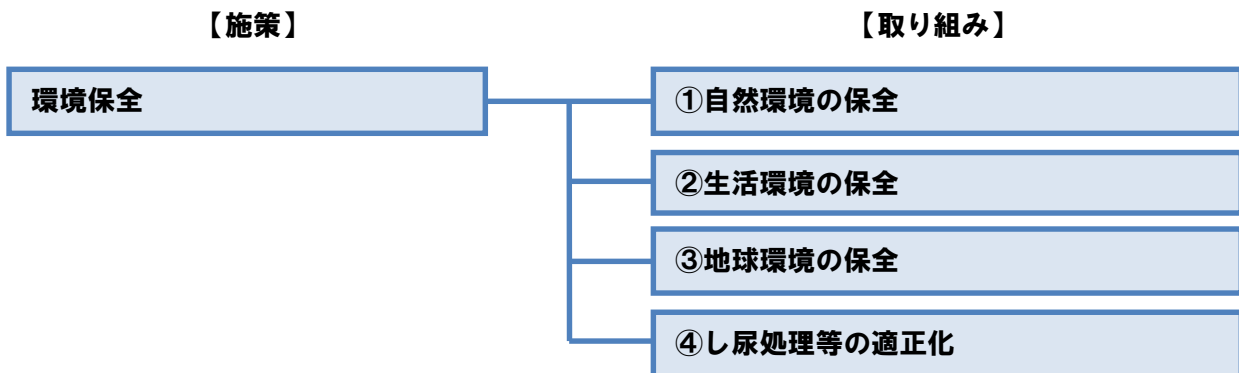 【施策】
【取り組み】
環境保全
①自然環境の保全
②生活環境の保全
③地球環境の保全
④し尿処理等の適正化